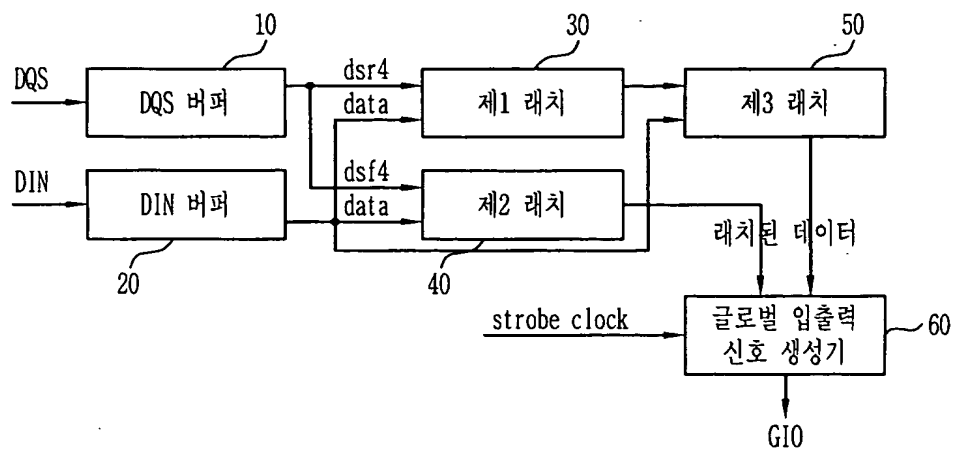 10
30
50
DQS
DQS 버퍼
dsr4
data
제1 래치
제3 래치
DIN
DIN 버퍼
dsf4
data
제2 래치
20
40
래치된 데이터
strobe clock
글로벌 입출력
신호 생성기
60
GIO